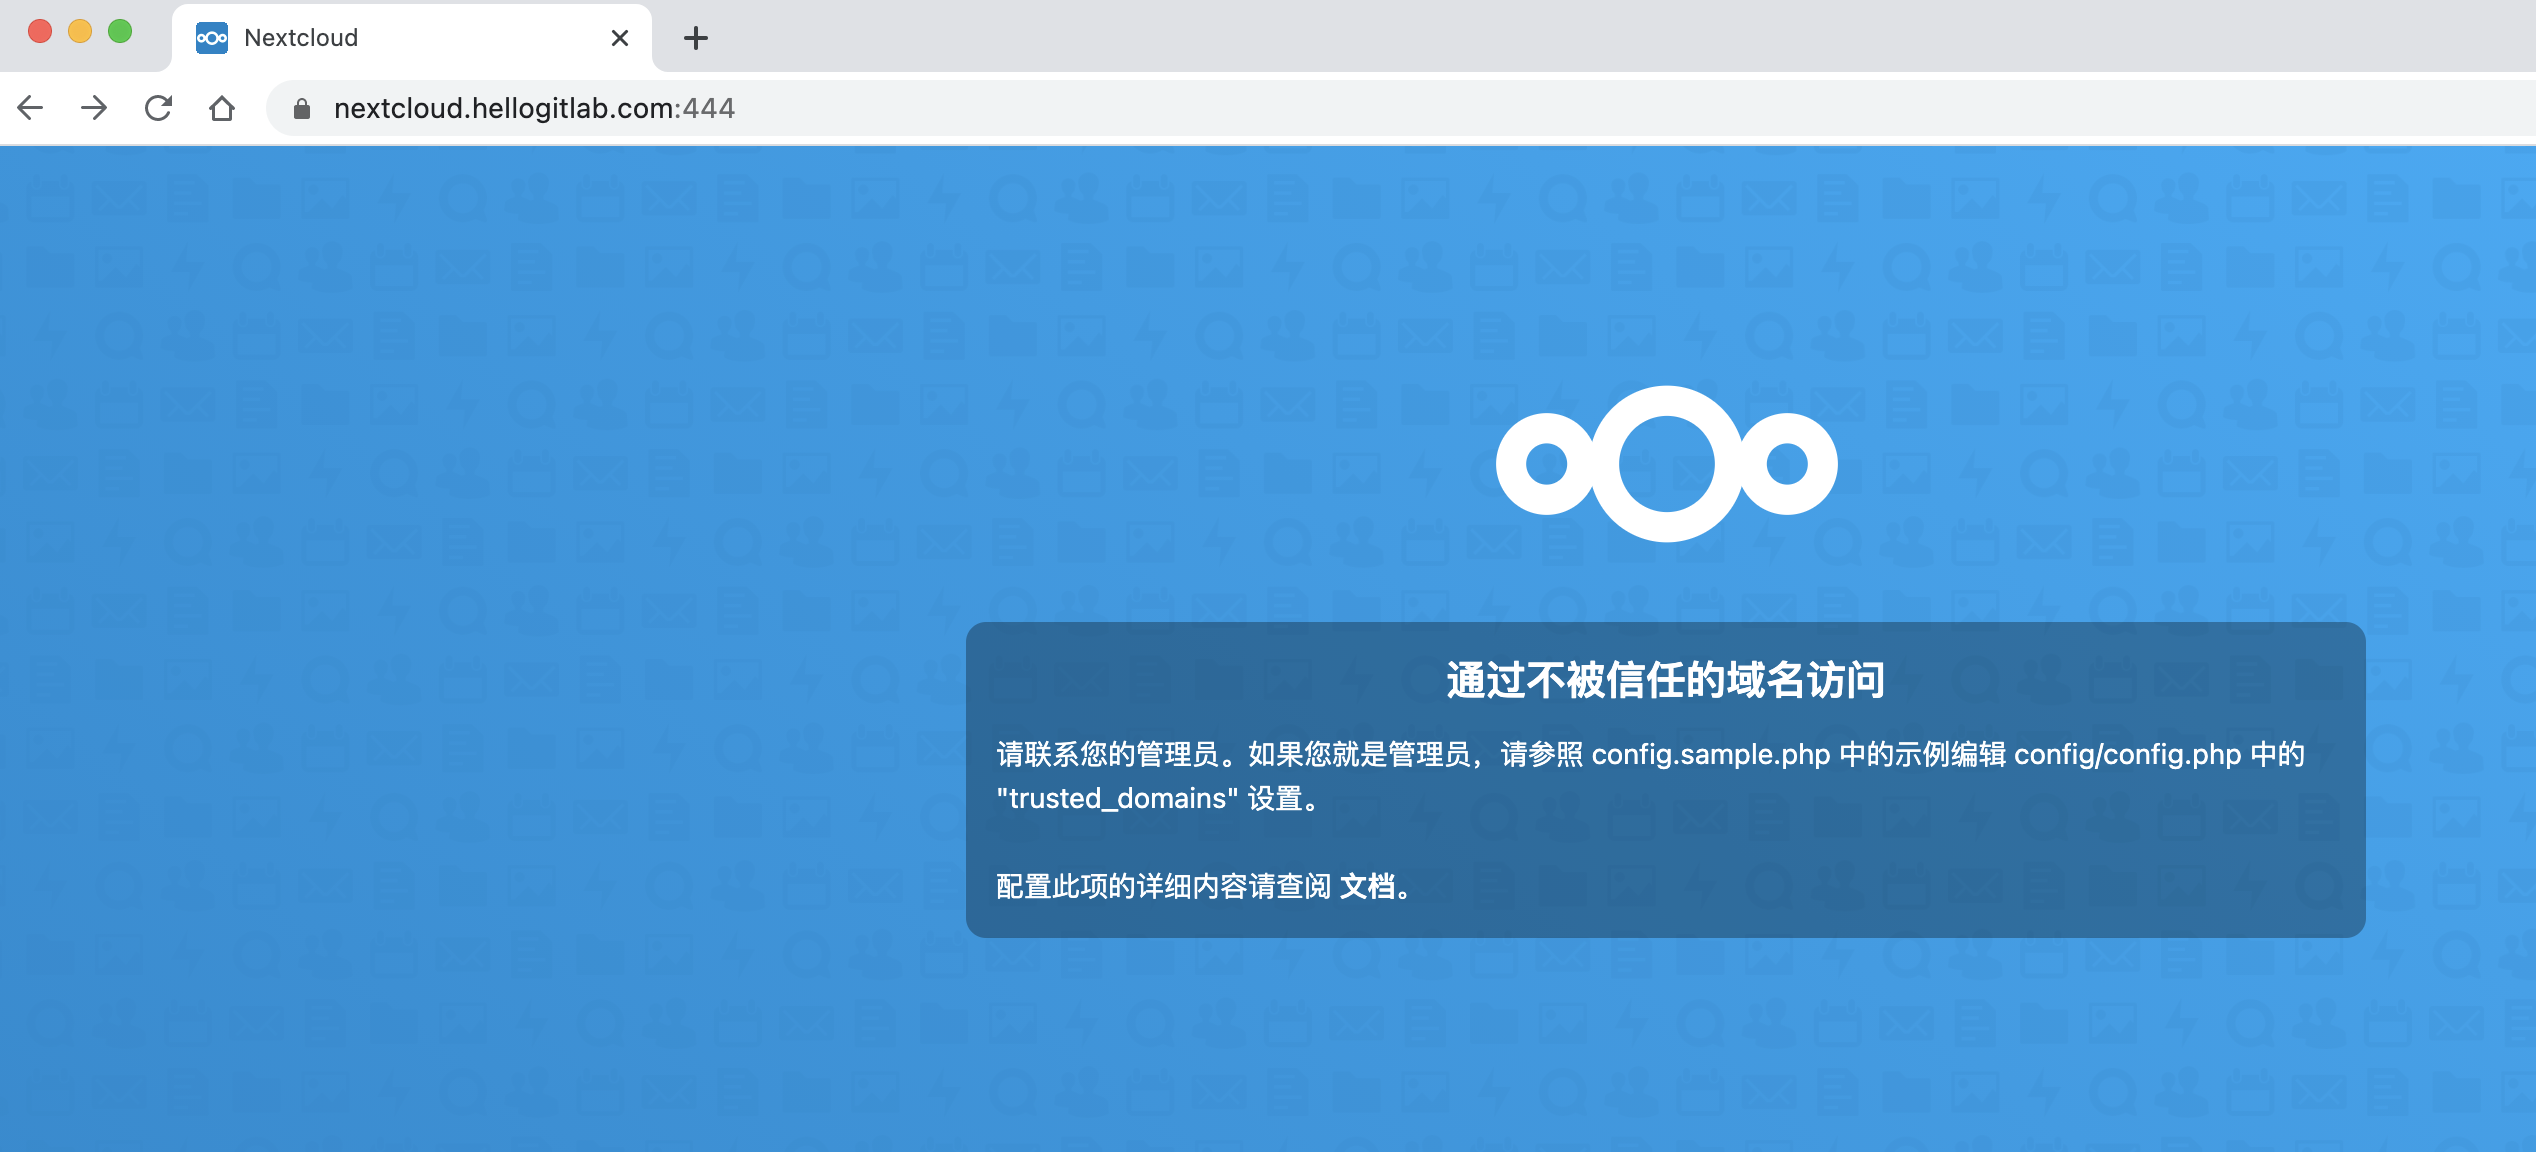 Nextcloud
nextcloud.hellogitlab.com:444
通过不被信任的域名访问
请联系您的管理员。如果您就是管理员，请参照 config.sample.php 中的示例编辑 config/config.php 中的
"trusted_domains" 设置。
配置此项的详细内容请查阅 文档。